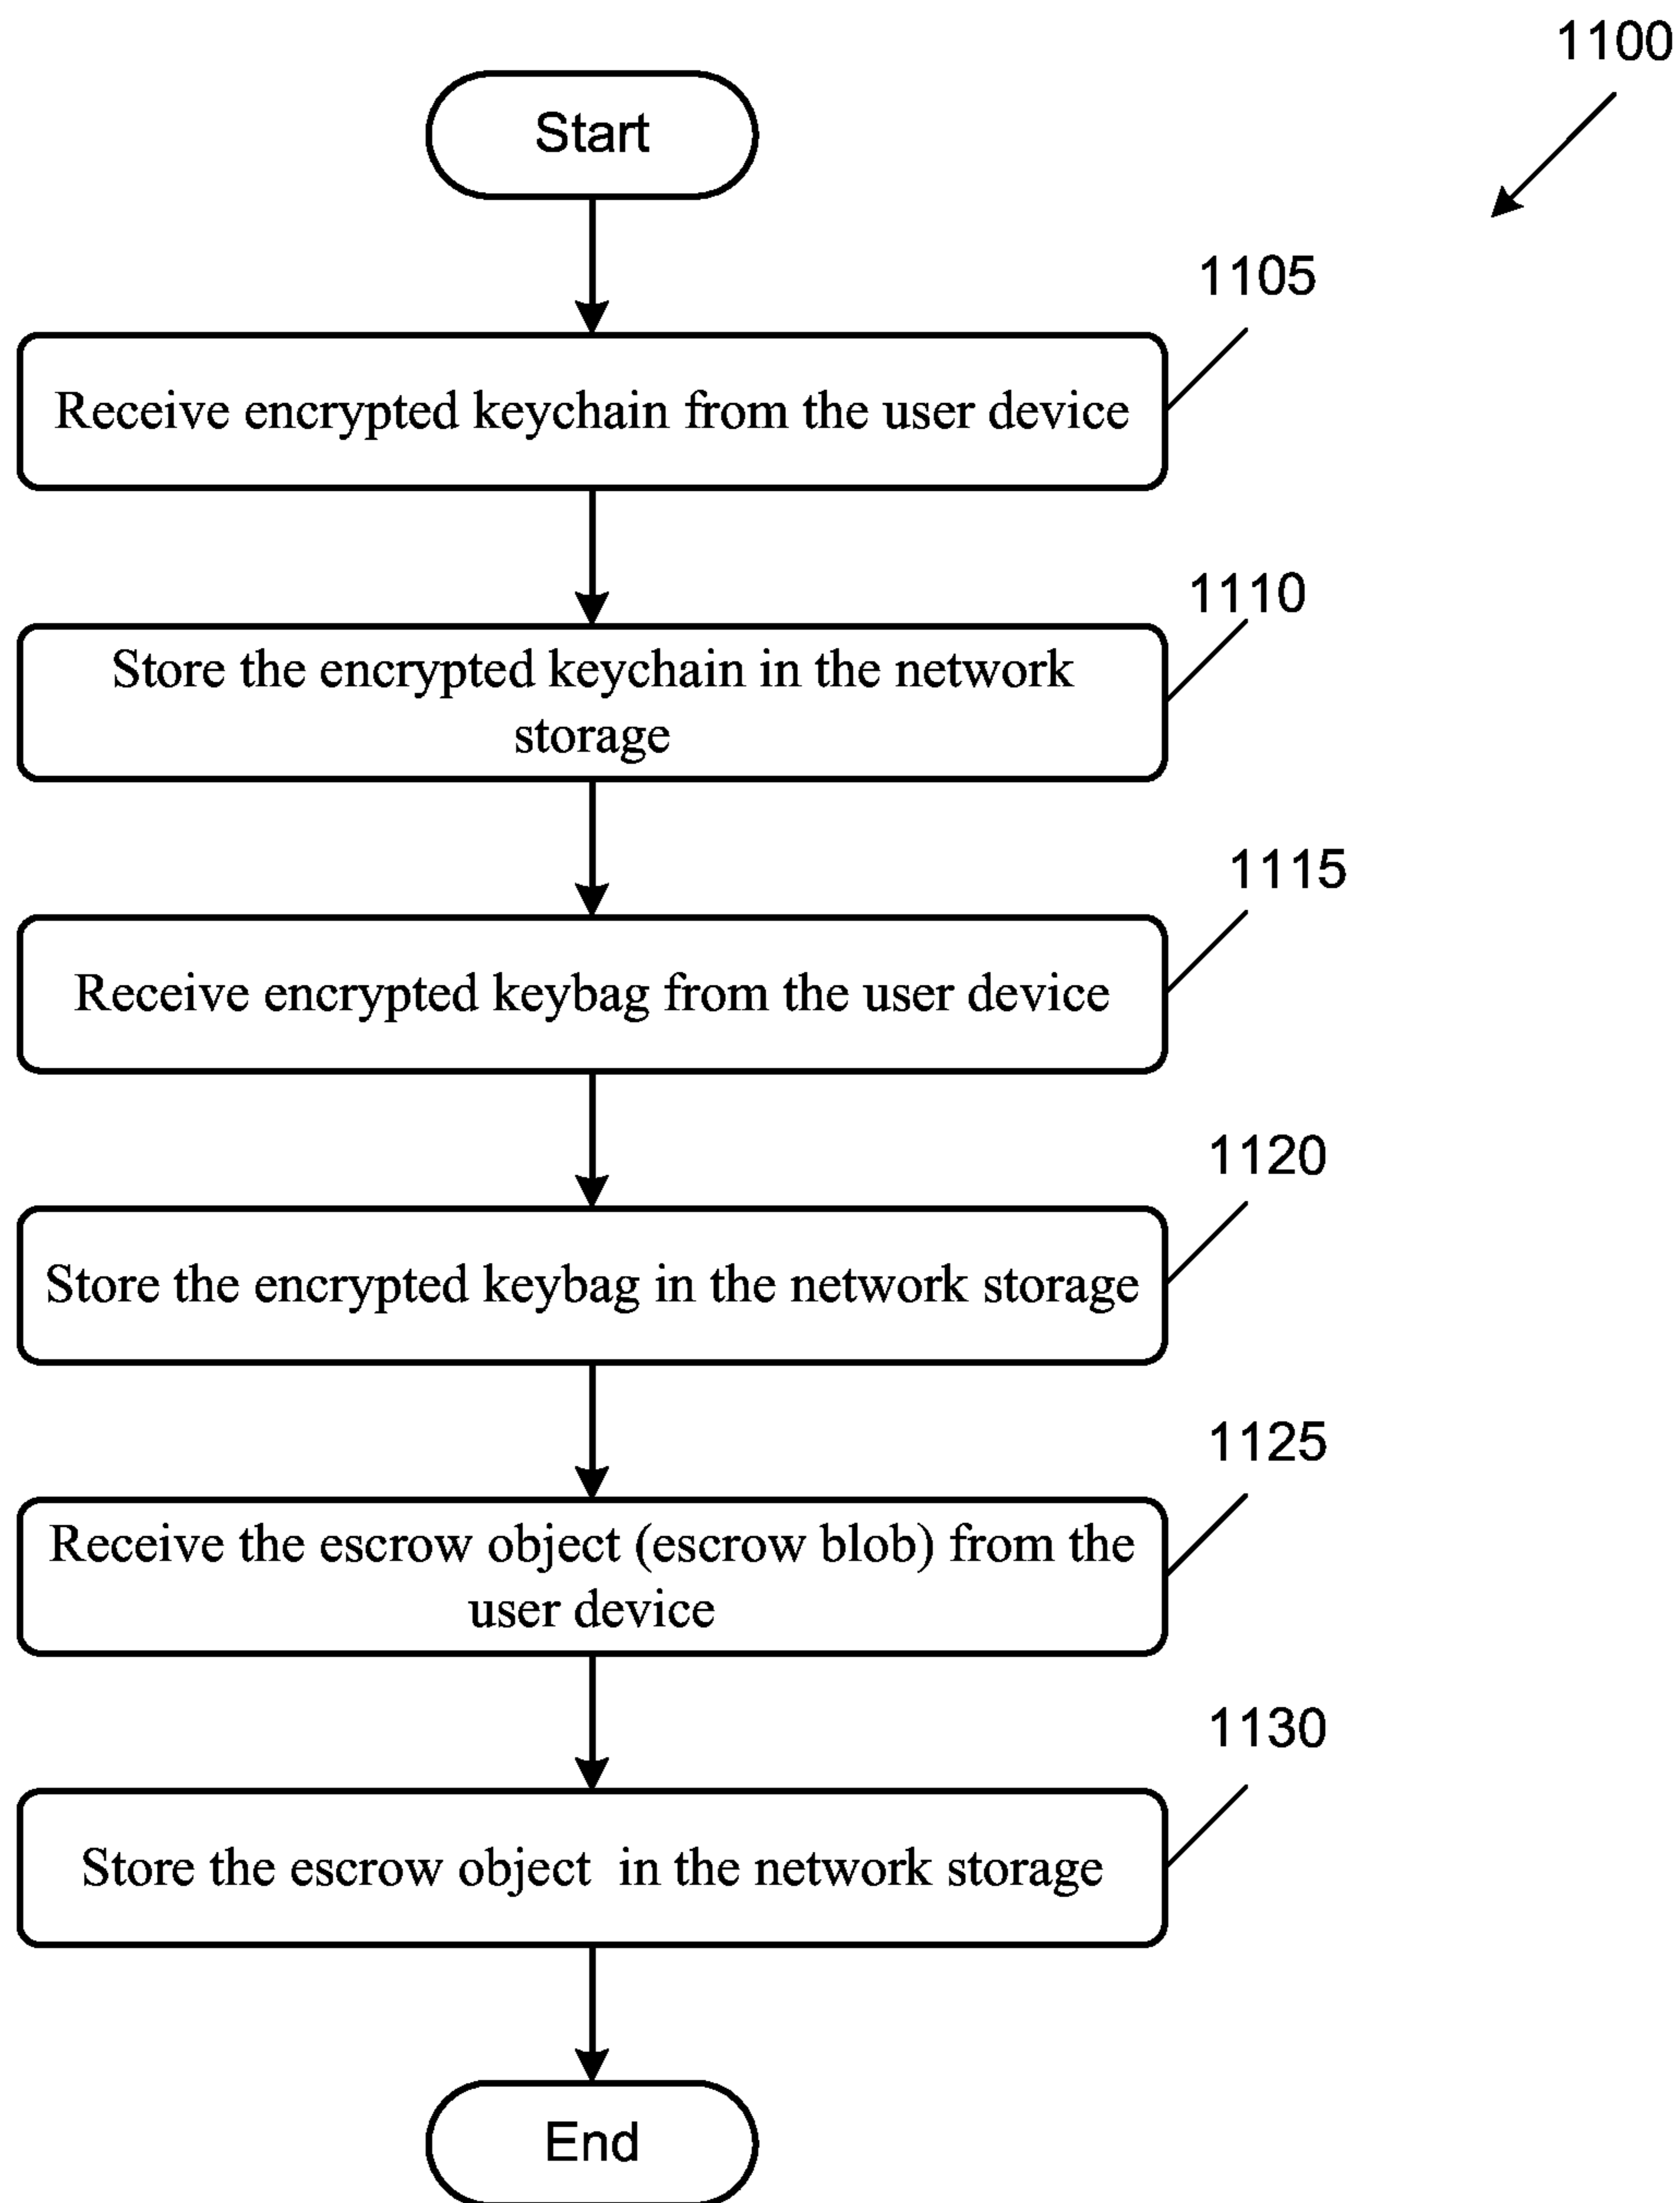 1100
Start
1105
Receive encrypted keychain from the user device
1110
Store the encrypted keychain in the network
storage
1115
Receive encrypted keybag from the user device
1120
Store the encrypted keybag in the network storage
1125
Receive the escrow object (escrow blob) from the
user device
1130
Store the escrow object in the network storage
End